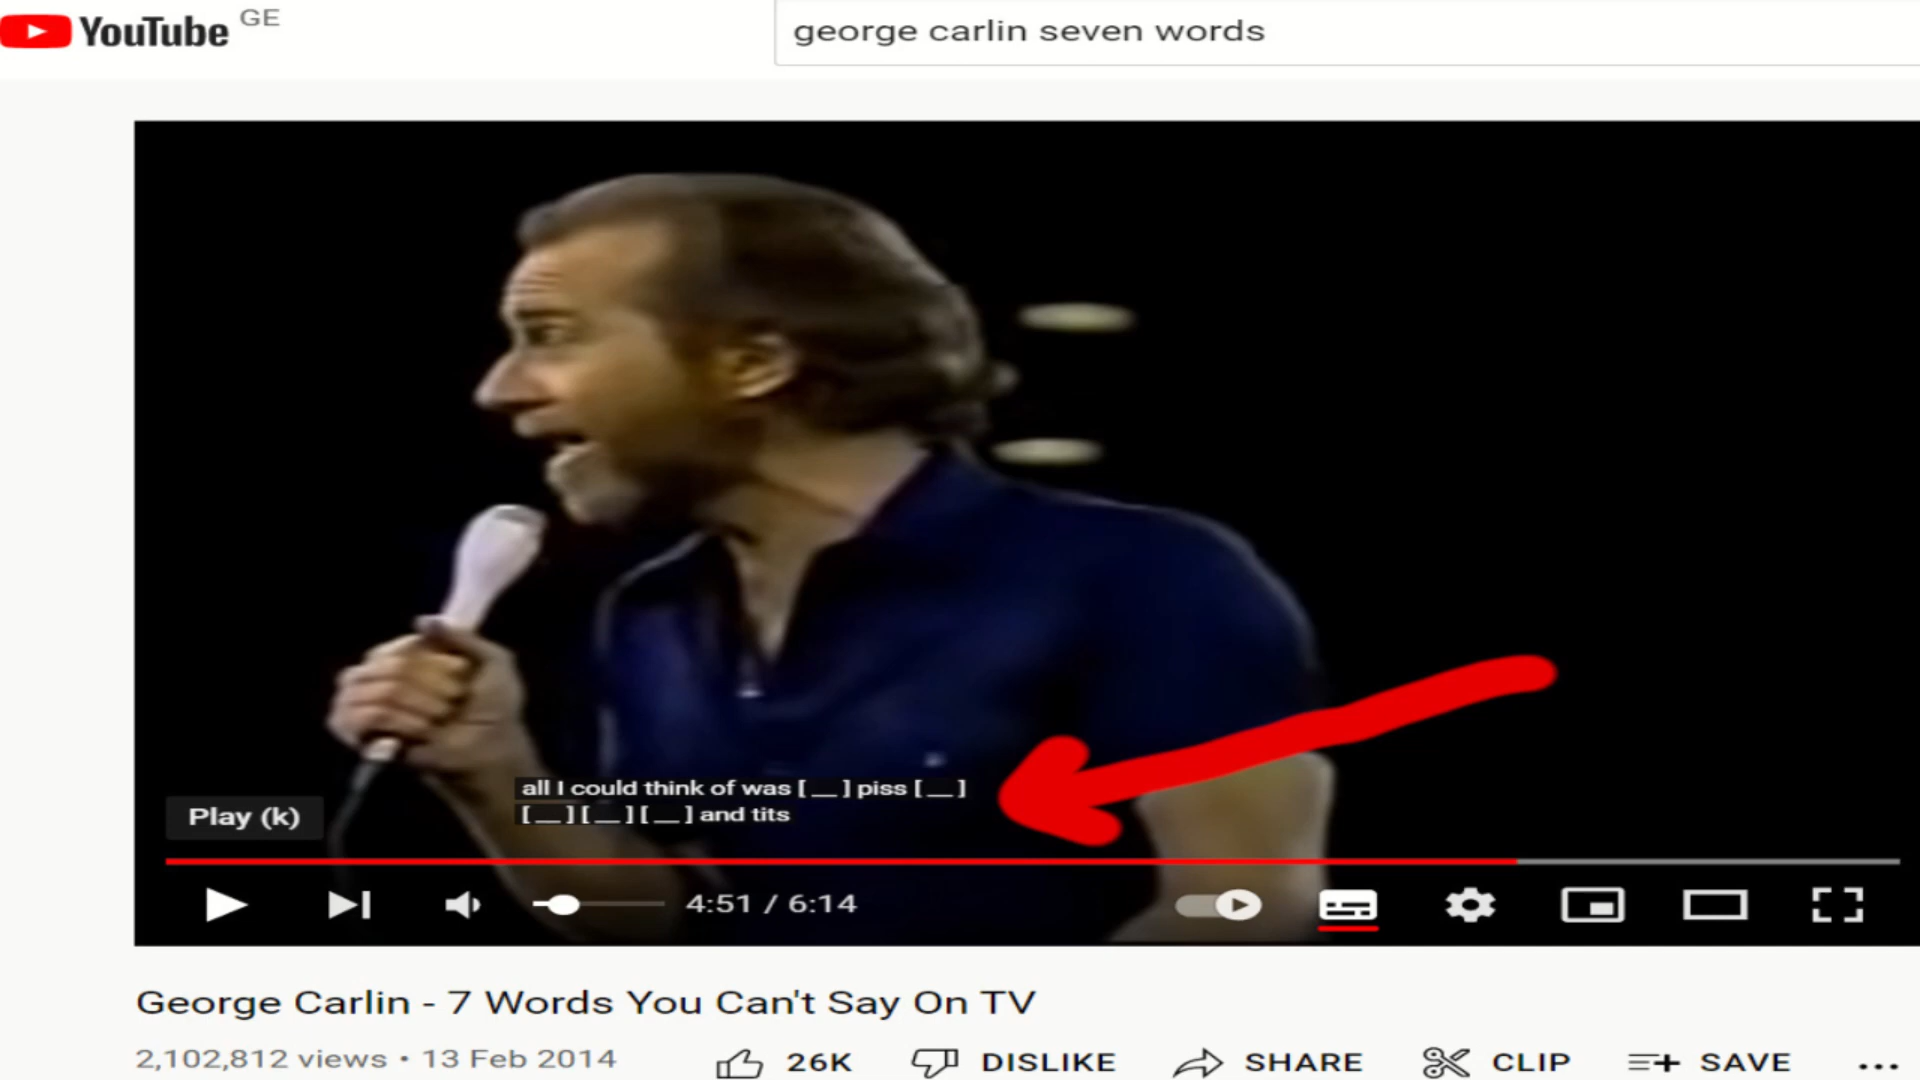 YouTube GE
george carlin seven words
all I could think of was [ __ ] piss [ __ ]
[ __ ] [ __ ] [ __ ] and tits
Play (k)
4:51 / 6:14
George Carlin - 7 Words You Can't Say On TV
2,102,812 views • 13 Feb 2014
26K DISLIKE SHARE CLIP SAVE ...